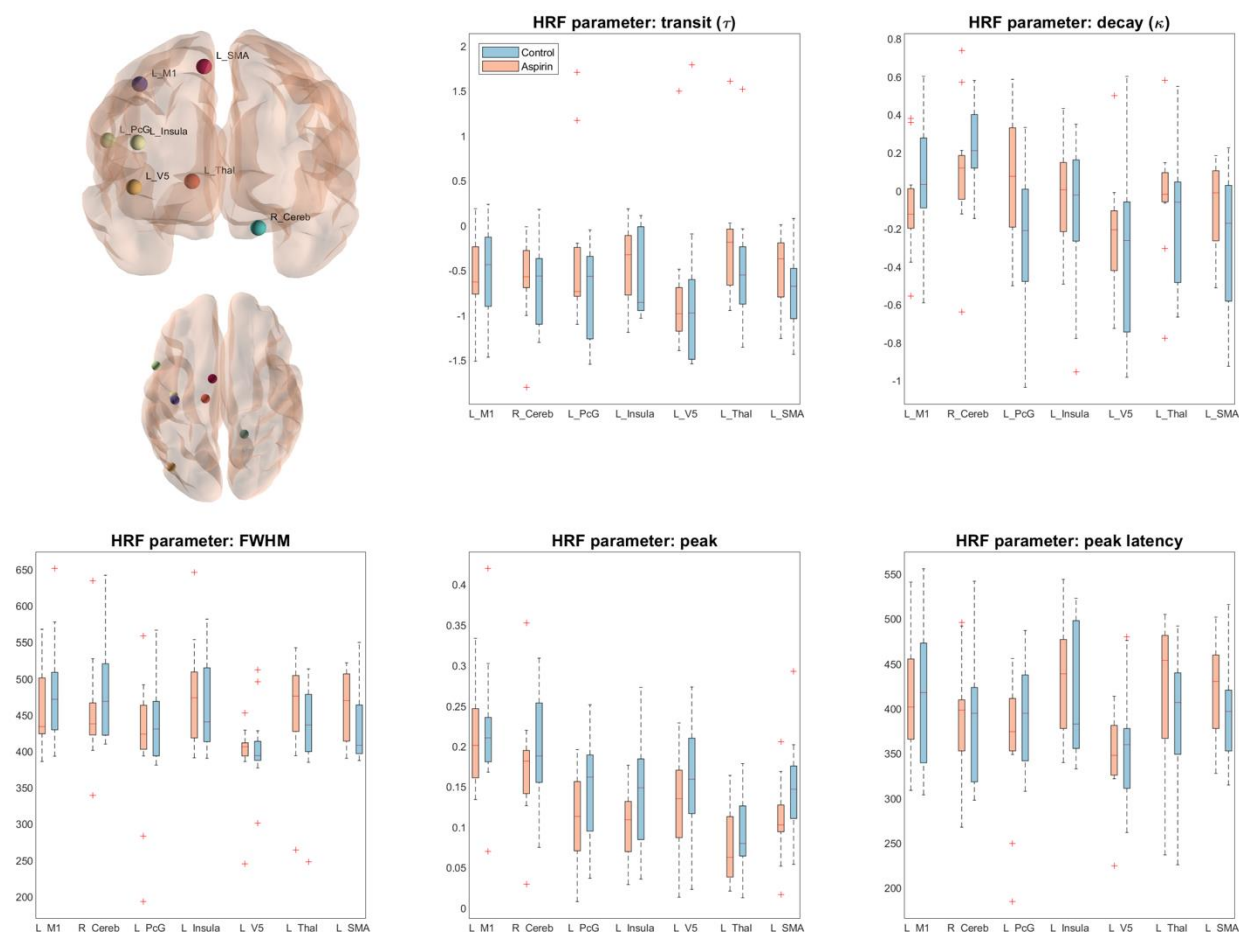 L_SMA
L_M1
L_PcG
L_Insula
L_V5
L_Thal
R_Cereb
HRF parameter: transit (τ)
2
1.5
1
0.5
0
-0.5
-1
-1.5
Control
Aspirin
L_M1 R_Cereb L_PcG L_Insula L_V5 L_Thal L_SMA
HRF parameter: decay (κ)
0.8
0.6
0.4
0.2
0
-0.2
-0.4
-0.6
-0.8
-1
L_M1 R_Cereb L_PcG L_Insula L_V5 L_Thal L_SMA
HRF parameter: FWHM
650
600
550
500
450
400
350
300
250
200
L_M1 R_Cereb L_PcG L_Insula L_V5 L_Thal L_SMA
HRF parameter: peak
0.4
0.35
0.3
0.25
0.2
0.15
0.1
0.05
0
L_M1 R_Cereb L_PcG L_Insula L_V5 L_Thal L_SMA
HRF parameter: peak latency
550
500
450
400
350
300
250
200
L_M1 R_Cereb L_PcG L_Insula L_V5 L_Thal L_SMA